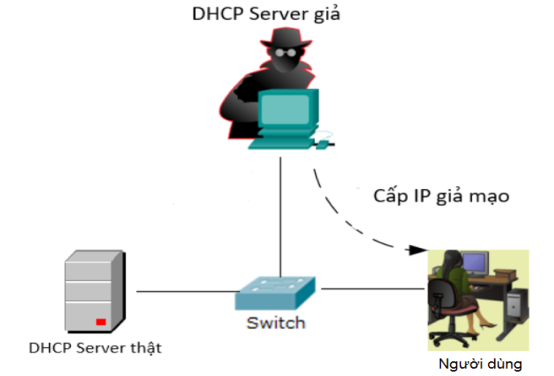 DHCP Server giả
Cấp IP giả mạo
Switch
DHCP Server thật
Người dùng